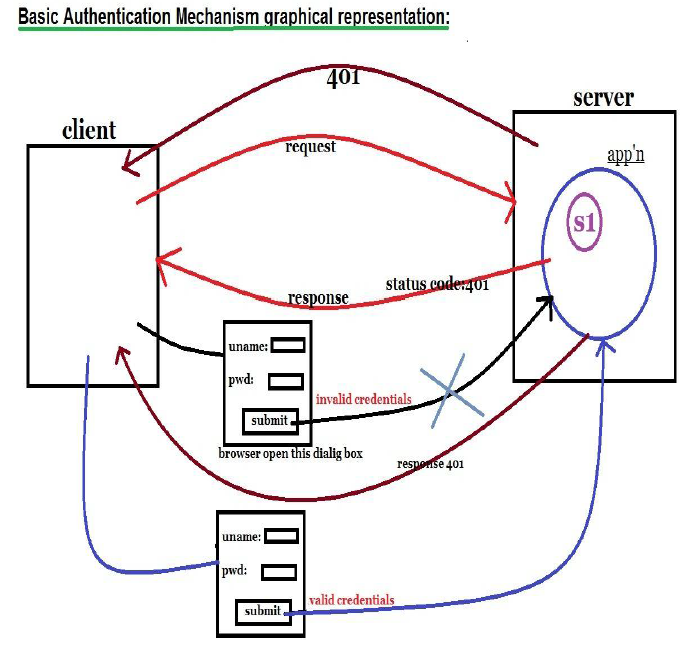 Basic Authentication Mechanism graphical representation:
401
server
client
app'n
request
s1
status code:401
response
uname:
pwd:
invalid credentials
submit
browser open this dialig box
response 401
uname:
pwd:
valid credentials
submit